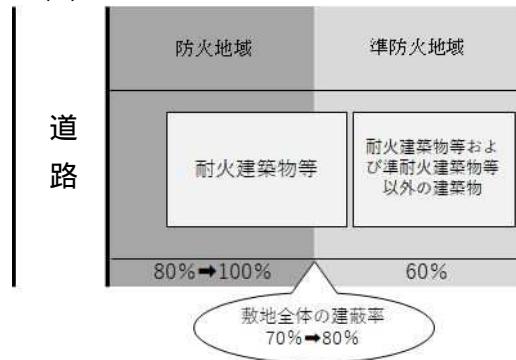 防火地域
準防火地域
道
路
耐火建築物等
耐火建築物等およ
び準耐火建築物等
以外の建築物
80%➡100%
60%
敷地全体の建蔽率
70%➡80%